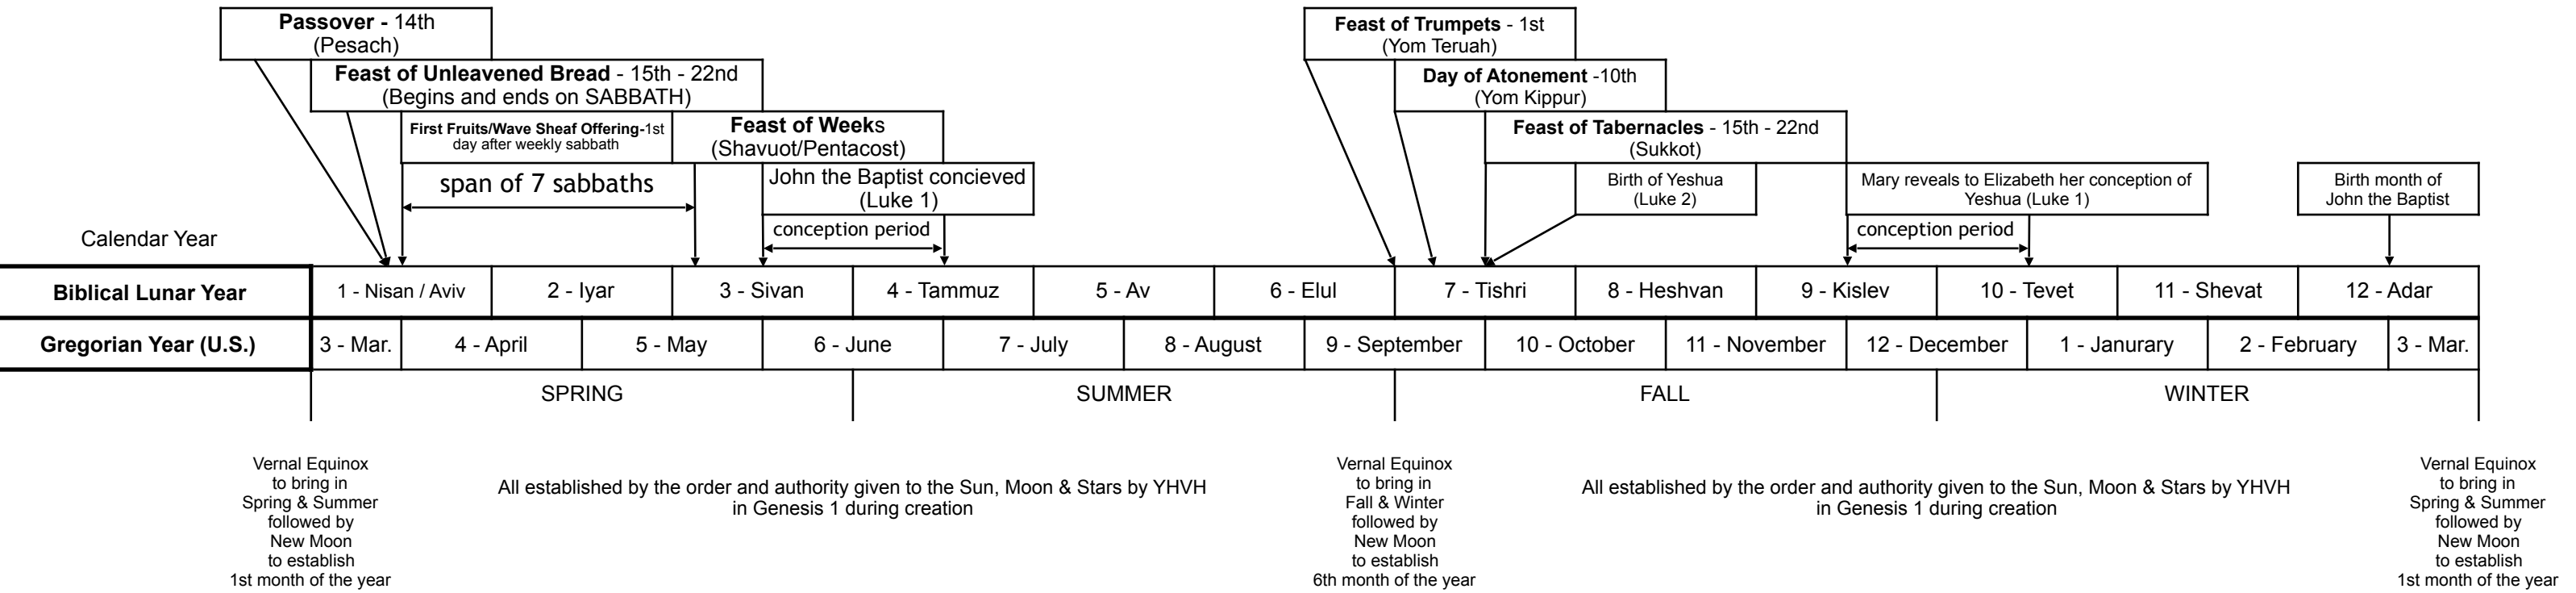 Passover - 14th
(Pesach)
Feast of Unleavened Bread - 15th - 22nd
(Begins and ends on SABBATH)
First Fruits/Wave Sheaf Offering-1st
day after weekly sabbath
Feast of Weeks
(Shavuot/Pentacost)
span of 7 sabbaths
John the Baptist concieved
(Luke 1)
conception period
Feast of Trumpets - 1st
(Yom Teruah)
Day of Atonement -10th
(Yom Kippur)
Feast of Tabernacles - 15th - 22nd
(Sukkot)
Birth of Yeshua
(Luke 2)
Mary reveals to Elizabeth her conception of
Yeshua (Luke 1)
conception period
Birth month of
John the Baptist
Calendar Year
Biblical Lunar Year
1 - Nisan / Aviv
2 - Iyar
3 - Sivan
4 - Tammuz
5 - Av
6 - Elul
7 - Tishri
8 - Heshvan
9 - Kislev
10 - Tevet
11 - Shevat
12 - Adar
Gregorian Year (U.S.)
3 - Mar.
4 - April
5 - May
6 - June
7 - July
8 - August
9 - September
10 - October
11 - November
12 - December
1 - Janurary
2 - February
3 - Mar.
SPRING
SUMMER
FALL
WINTER
Vernal Equinox
to bring in
Spring & Summer
followed by
New Moon
to establish
1st month of the year
All established by the order and authority given to the Sun, Moon & Stars by YHVH
in Genesis 1 during creation
Vernal Equinox
to bring in
Fall & Winter
followed by
New Moon
to establish
6th month of the year
All established by the order and authority given to the Sun, Moon & Stars by YHVH
in Genesis 1 during creation
Vernal Equinox
to bring in
Spring & Summer
followed by
New Moon
to establish
1st month of the year